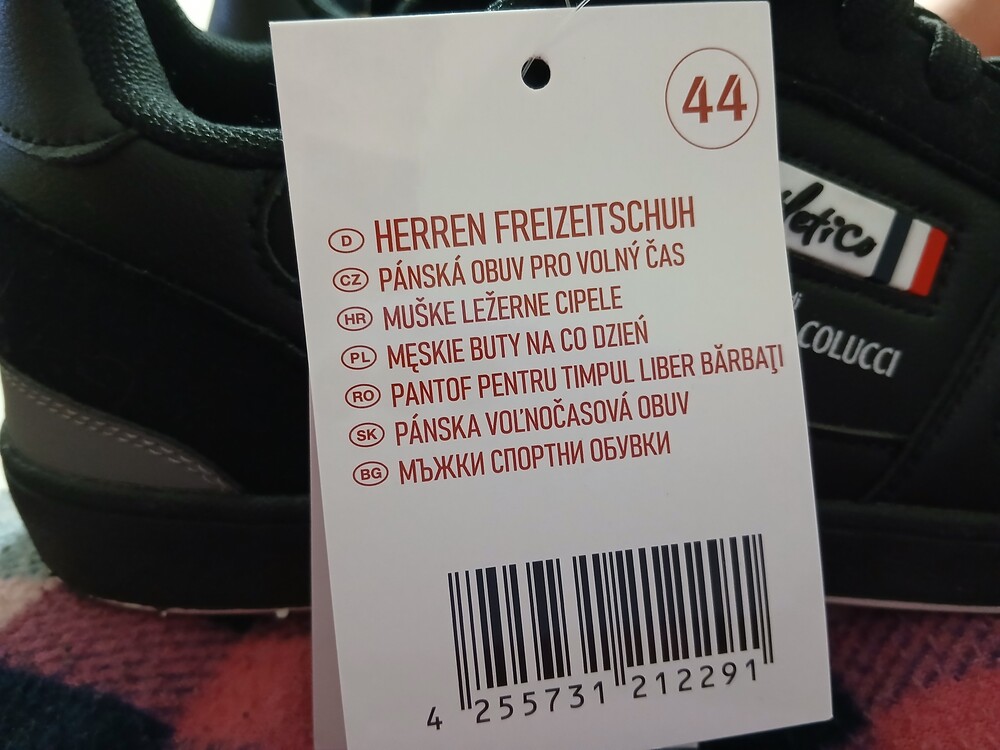 44
D HERREN FREIZEITSCHUH
CZ PÁNSKÁ OBUV PRO VOLNÝ ČAS
HR MUŠKE LEŽERNE CIPELE
PL MĘSKIE BUTY NA CO DZIEŃ
RO PANTOF PENTRU TIMPUL LIBER BĂRBAŢI
SK PÁNSKA VOĽNOČASOVÁ OBUV
BG МЪЖКИ СПОРТНИ ОБУВКИ
4 255731 212291
COLUCCI